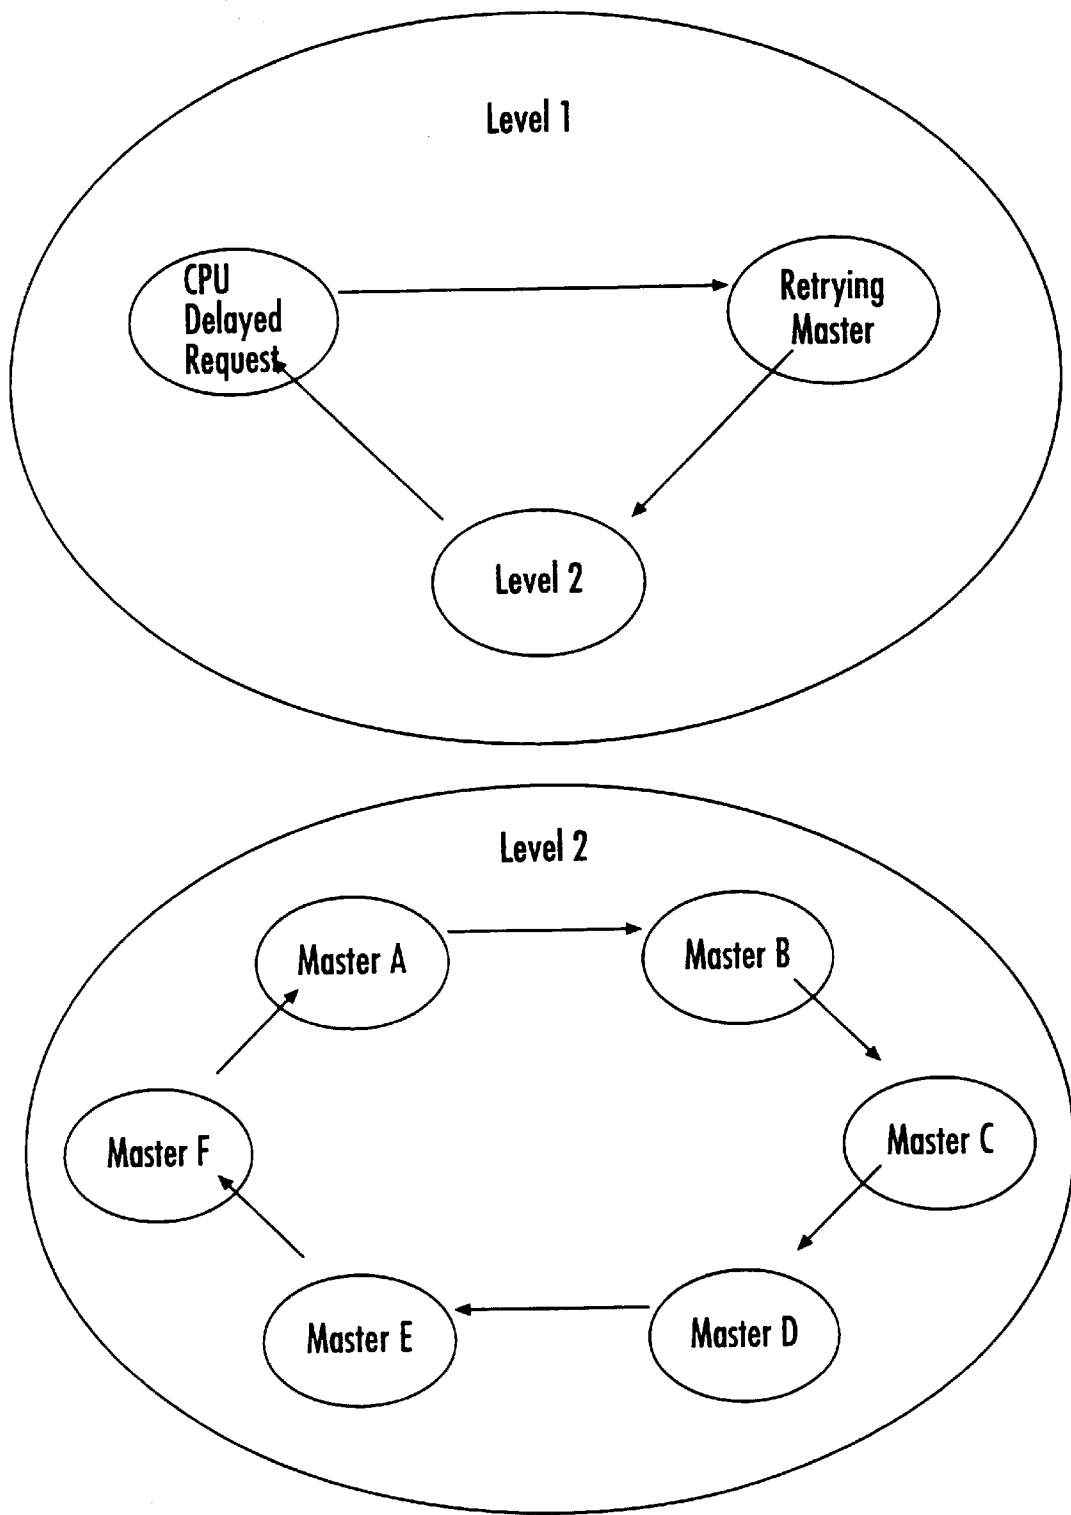 Level 1
CPU
Delayed
Request
Retrying
Master
Level 2
Level 2
Master A
Master B
Master F
Master C
Master E
Master D